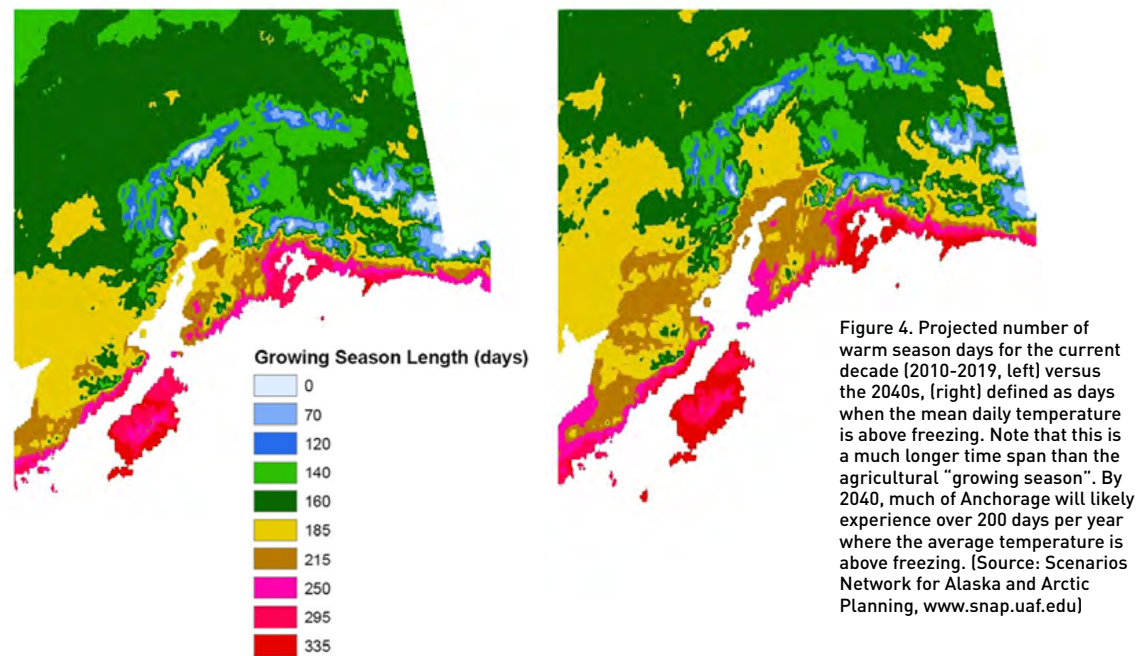 Growing Season Length (days)
0
70
120
140
160
185
215
250
295
335
Figure 4. Projected number of
warm season days for the current
decade (2010-2019, left) versus
the 2040s, (right) defined as days
when the mean daily temperature
is above freezing. Note that this is
a much longer time span than the
agricultural “growing season”. By
2040, much of Anchorage will likely
experience over 200 days per year
where the average temperature is
above freezing. (Source: Scenarios
Network for Alaska and Arctic
Planning, www.snap.uaf.edu)